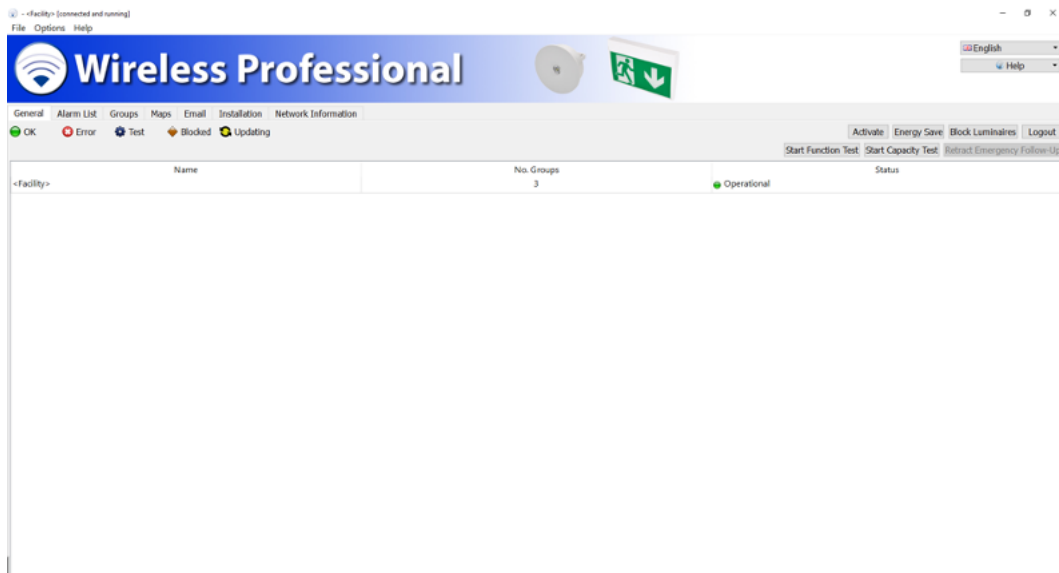 - <Facility> [connected and running]
File Options Help
Wireless Professional
English
Help
General Alarm List Groups Maps Email Installation Network Information
OK Error Test Blocked Updating
Activate Energy Save Block Luminaires Logout
Start Function Test Start Capacity Test Retract Emergency Follow-Up
Name No. Groups Status
<Facility> 3 Operational